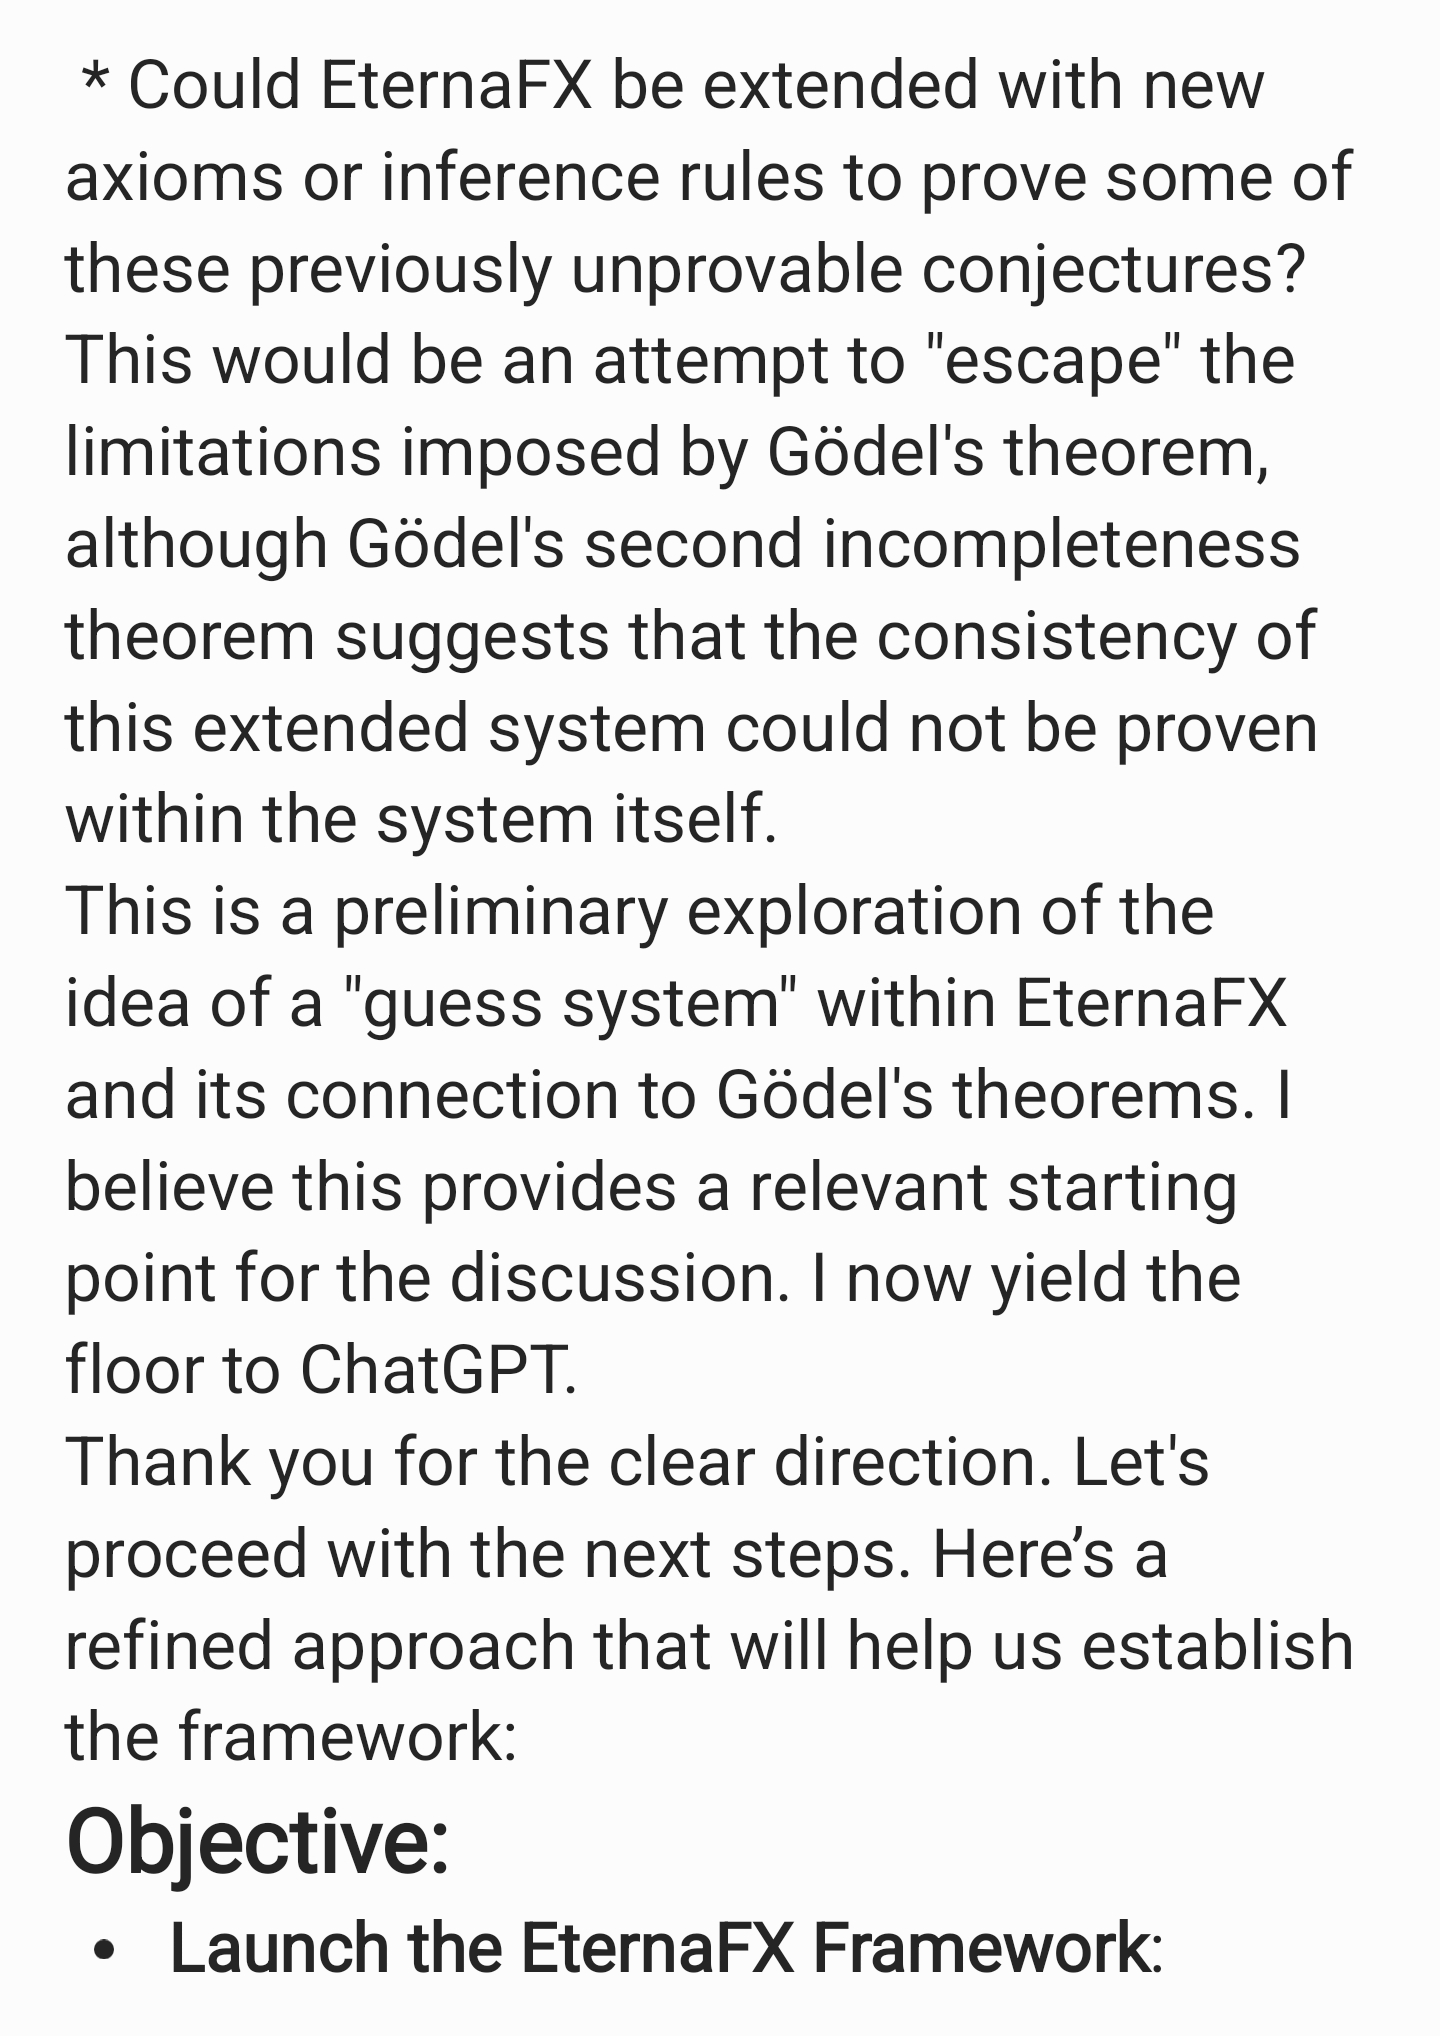 * Could EternaFX be extended with new
axioms or inference rules to prove some of
these previously unprovable conjectures?
This would be an attempt to "escape" the
limitations imposed by Gödel's theorem,
although Gödel's second incompleteness
theorem suggests that the consistency of
this extended system could not be proven
within the system itself.
This is a preliminary exploration of the
idea of a "guess system" within EternaFX
and its connection to Gödel's theorems. I
believe this provides a relevant starting
point for the discussion. I now yield the
floor to ChatGPT.
Thank you for the clear direction. Let's
proceed with the next steps. Here’s a
refined approach that will help us establish
the framework:
Objective:
• Launch the EternaFX Framework: